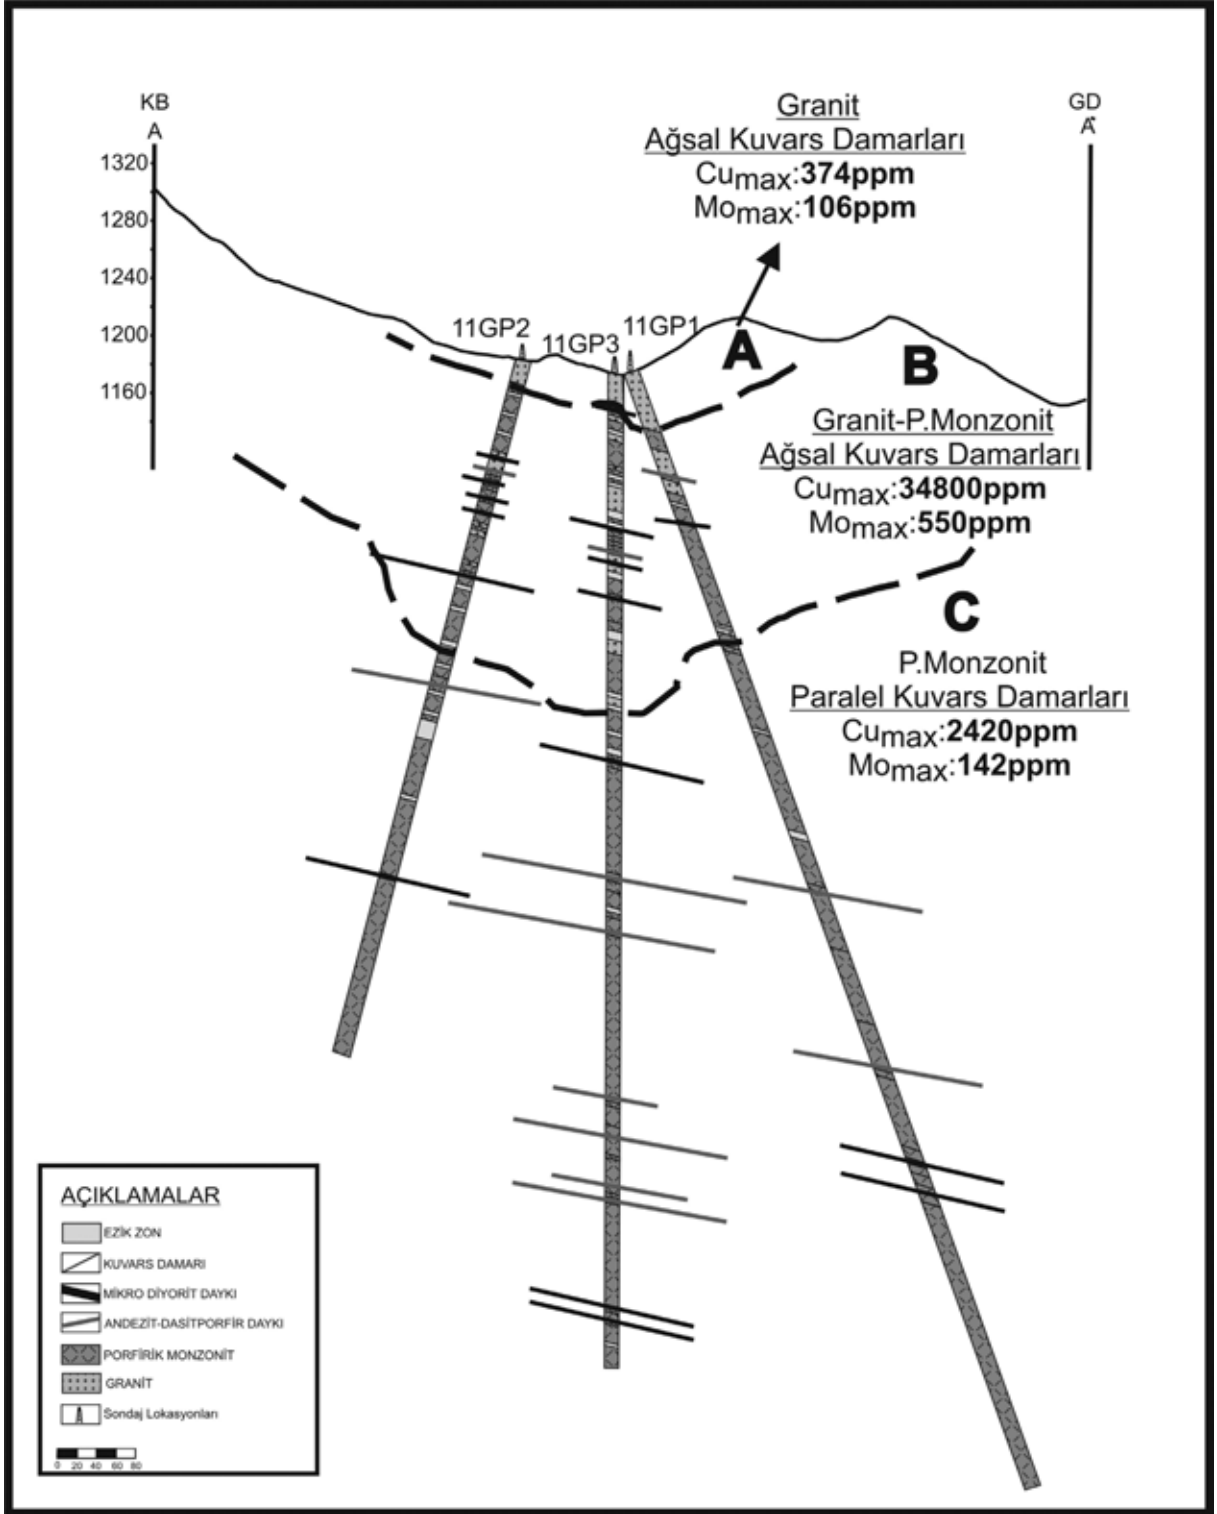 KB
A
GD
A'
1320
1280
1240
1200
1160
Granit
Ağsal Kuvars Damarları
Cumax:374ppm
Momax:106ppm
11GP2
11GP3
11GP1
A
B
Granit-P.Monzonit
Ağsal Kuvars Damarları
Cumax:34800ppm
Momax:550ppm
C
P.Monzonit
Paralel Kuvars Damarları
Cumax:2420ppm
Momax:142ppm
AÇIKLAMALAR
EZİK ZON
KUVARS DAMARI
MİKRO DİYORİT DAYKI
ANDEZİT-DASİTPORFİR DAYKI
PORFİRİK MONZONİT
GRANİT
Sondaj Lokasyonları
0 20 40 60 80